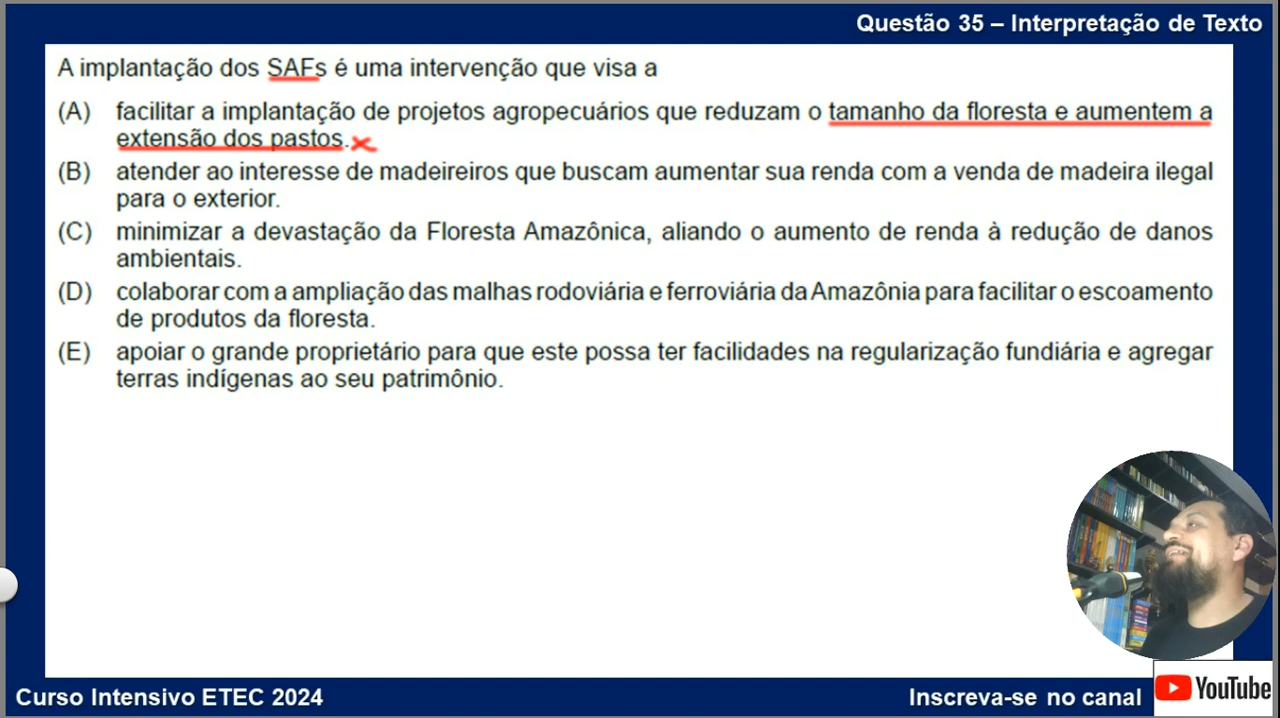 Questão 35 – Interpretação de Texto
A implantação dos SAFs é uma intervenção que visa a
(A) facilitar a implantação de projetos agropecuários que reduzam o tamanho da floresta e aumentem a
extensão dos pastos.
(B) atender ao interesse de madeireiros que buscam aumentar sua renda com a venda de madeira ilegal
para o exterior.
(C) minimizar a devastação da Floresta Amazônica, aliando o aumento de renda à redução de danos
ambientais.
(D) colaborar com a ampliação das malhas rodoviária e ferroviária da Amazônia para facilitar o escoamento
de produtos da floresta.
(E) apoiar o grande proprietário para que este possa ter facilidades na regularização fundiária e agregar
terras indígenas ao seu patrimônio.
Curso Intensivo ETEC 2024
Inscreva-se no canal
YouTube